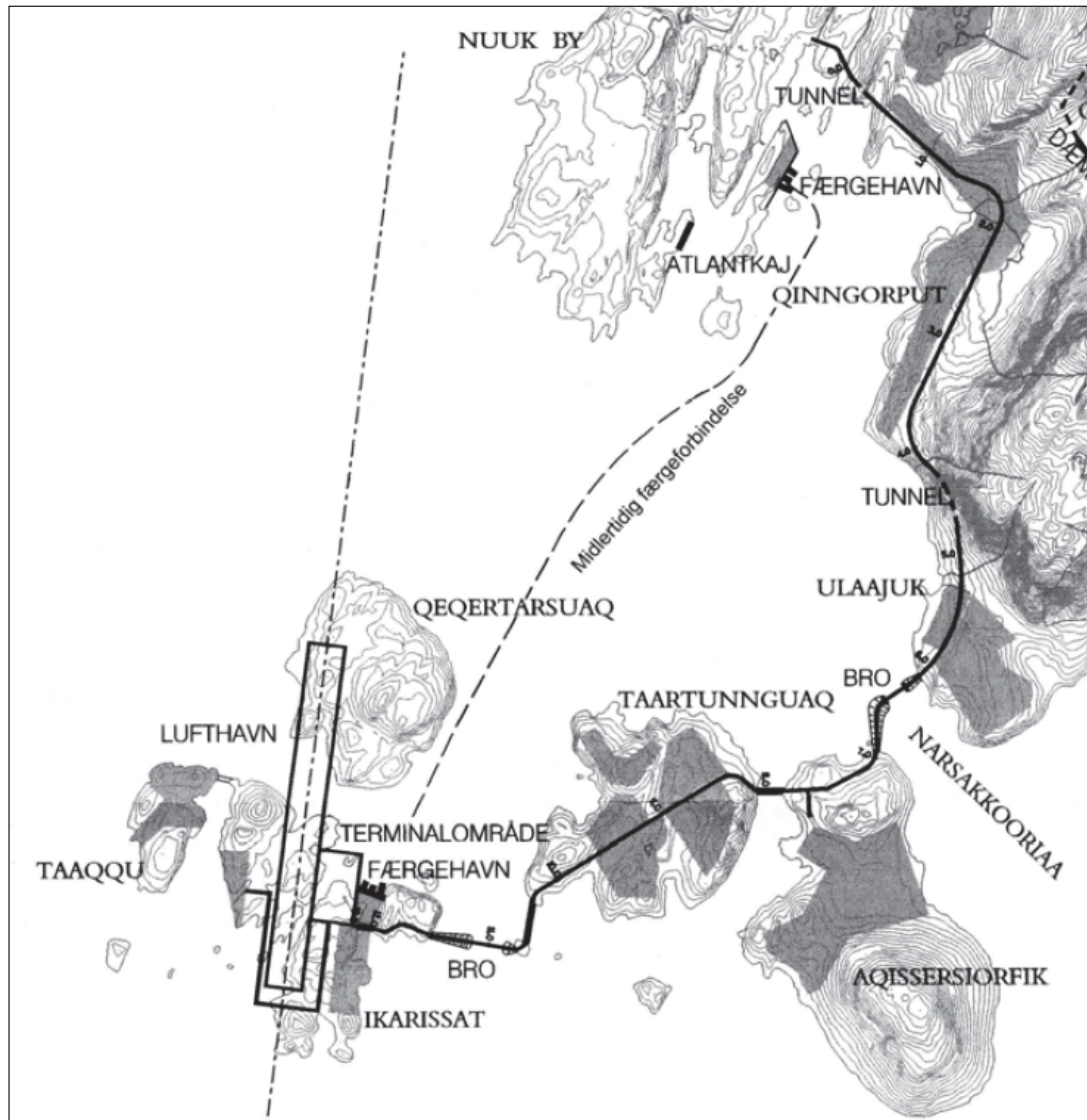 NUUK BY
TUNNEL
FÆRGEHAVN
ATLANTKAJ
QINNGORPUT
Midlertidig færgeforbindelse
TUNNEL
ULAAJUK
QEQERTARSUAQ
BRO
TAARTUNNGUAQ
LUFTHAVN
NARSAKKOORIAA
TERMINALOMRÅDE
FÆRGEHAVN
TAAQQU
BRO
AQISSERSIORFIK
IKARISSAT